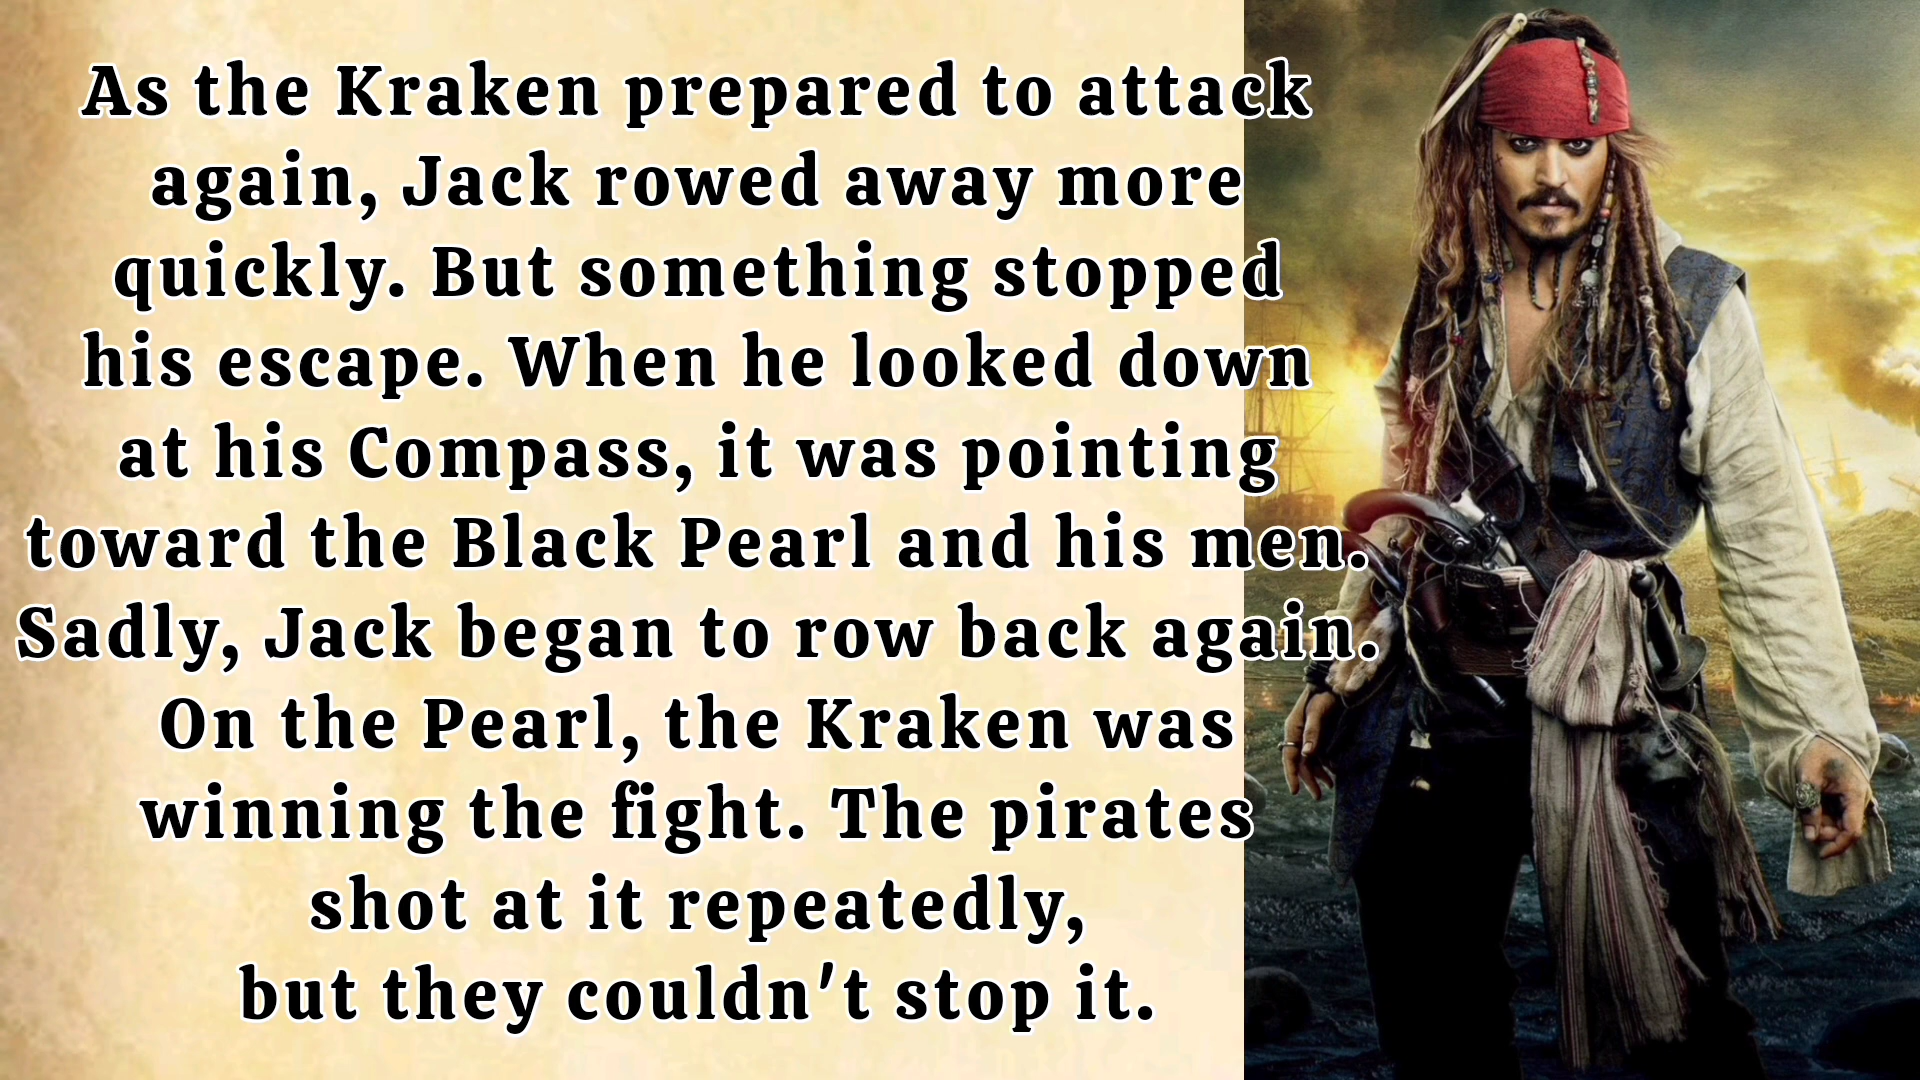 As the Kraken prepared to attack
again, Jack rowed away more
quickly. But something stopped
his escape. When he looked down
at his Compass, it was pointing
toward the Black Pearl and his men.
Sadly, Jack began to row back again.
On the Pearl, the Kraken was
winning the fight. The pirates
shot at it repeatedly,
but they couldn't stop it.